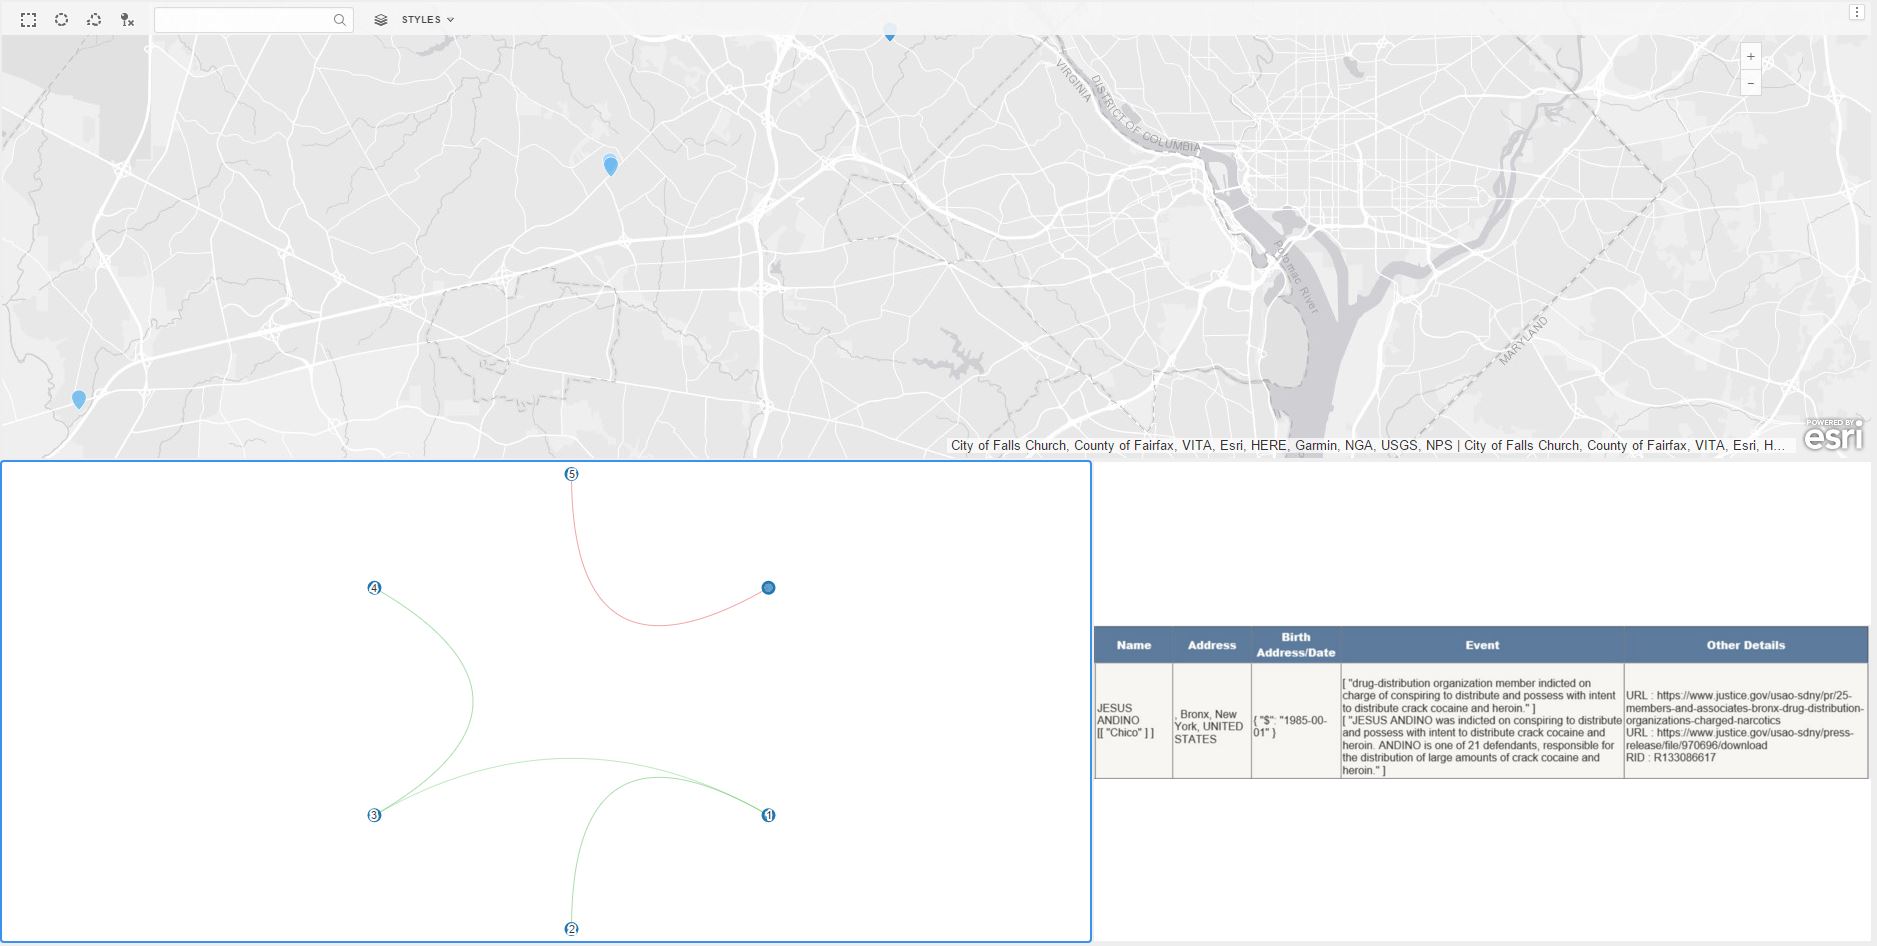 STYLES
+
−
VIRGINIA
DISTRICT OF COLUMBIA
Potomac River
MARYLAND
City of Falls Church, County of Fairfax, VITA, Esri, HERE, Garmin, NGA, USGS, NPS | City of Falls Church, County of Fairfax, VITA, Esri, H...
POWERED BY
esri
5
4
3
1
2
Name
Address
Birth
Address/Date
Event
Other Details
JESUS
ANDINO
[[ "Chico" ] ]
, Bronx, New
York, UNITED
STATES
{ "$": "1985-00-
01" }
[ "drug-distribution organization member indicted on
charge of conspiring to distribute and possess with intent
to distribute crack cocaine and heroin." ]
[ "JESUS ANDINO was indicted on conspiring to distribute
and possess with intent to distribute crack cocaine and
heroin. ANDINO is one of 21 defendants, responsible for
the distribution of large amounts of crack cocaine and
heroin." ]
URL : https://www.justice.gov/usao-sdny/pr/25-
members-and-associates-bronx-drug-distribution-
organizations-charged-narcotics
URL : https://www.justice.gov/usao-sdny/press-
release/file/970696/download
RID : R133086617